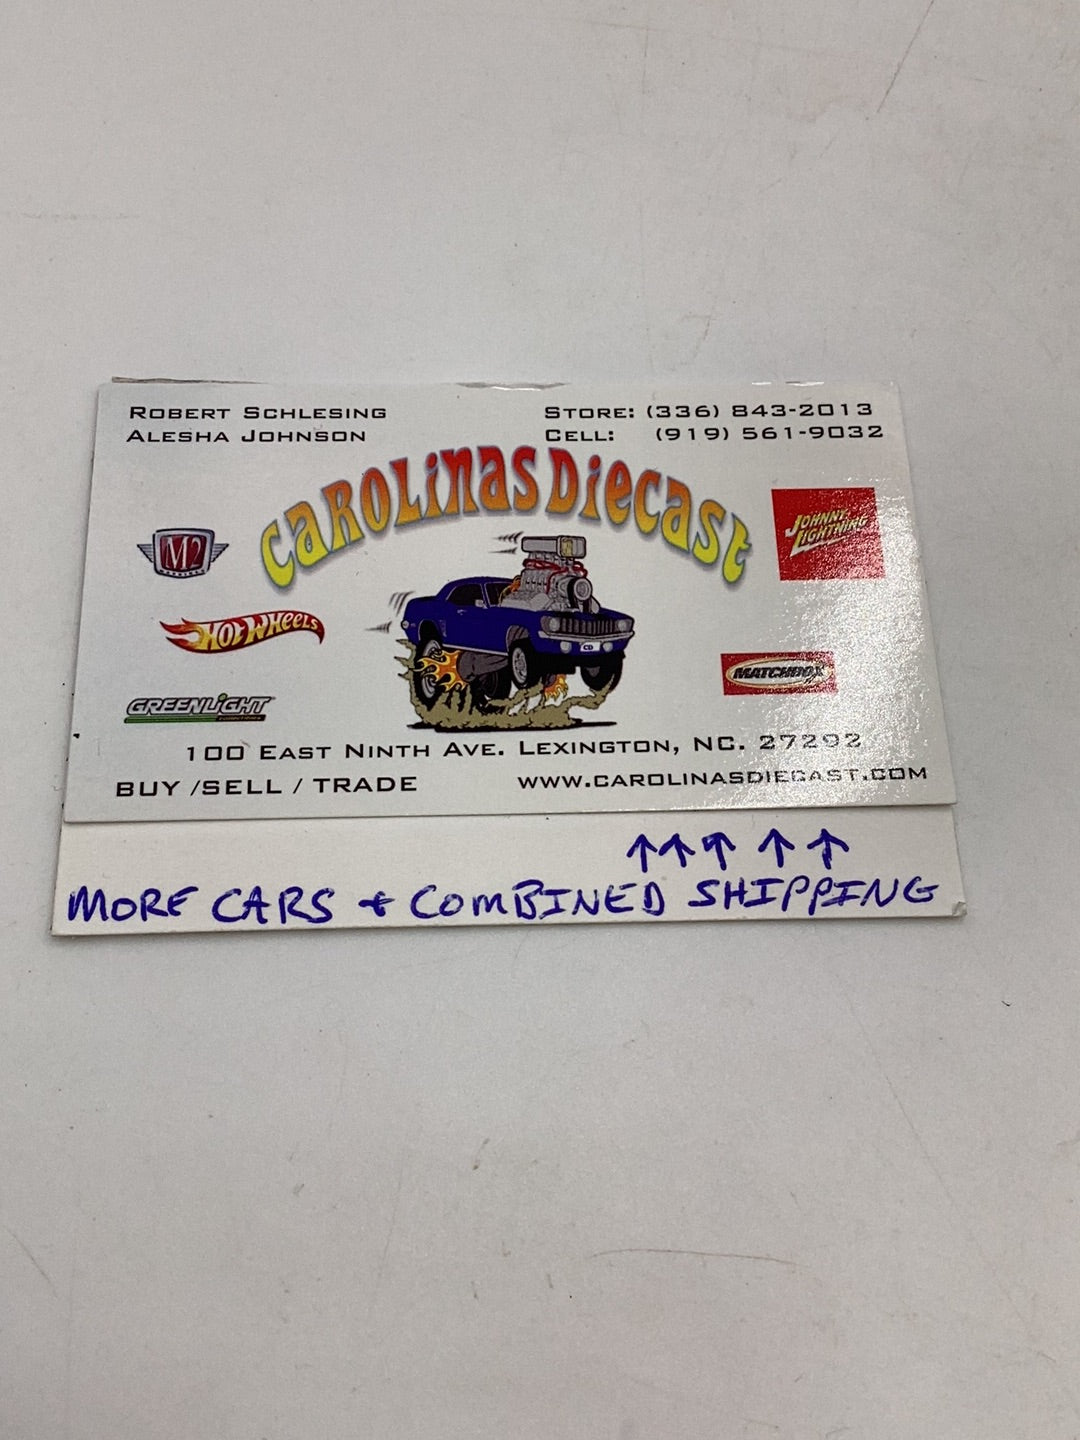 ROBERT SCHLESING
ALESHA JOHNSON
STORE: (336) 843-2013
CELL: (919) 561-9032
CAROLINAS DIECAST
M2
MACHINES
JOHNNY
LIGHTNING
HOT WHEELS
CD
MATCHBOX
GREENLIGHT
100 EAST NINTH AVE. LEXINGTON, NC. 27292
BUY /SELL / TRADE
WWW.CAROLINASDIECAST.COM
↑↑↑↑↑
MORE CARS + COMBINED SHIPPING